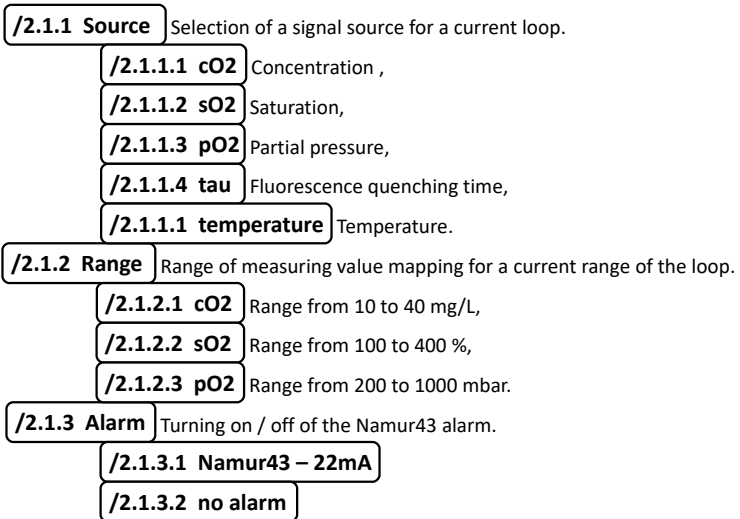 /2.1.1 Source Selection of a signal source for a current loop.
/2.1.1.1 cO2 Concentration ,
/2.1.1.2 sO2 Saturation,
/2.1.1.3 pO2 Partial pressure,
/2.1.1.4 tau Fluorescence quenching time,
/2.1.1.1 temperature Temperature.
/2.1.2 Range Range of measuring value mapping for a current range of the loop.
/2.1.2.1 cO2 Range from 10 to 40 mg/L,
/2.1.2.2 sO2 Range from 100 to 400 %,
/2.1.2.3 pO2 Range from 200 to 1000 mbar.
/2.1.3 Alarm Turning on / off of the Namur43 alarm.
/2.1.3.1 Namur43 – 22mA
/2.1.3.2 no alarm